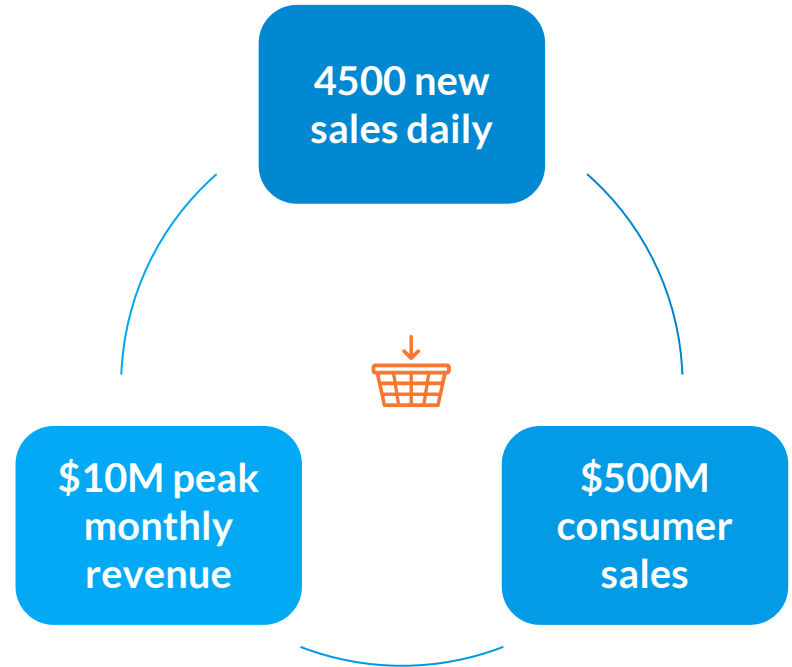 4500 new
sales daily
$10M peak
monthly
revenue
$500M
consumer
sales